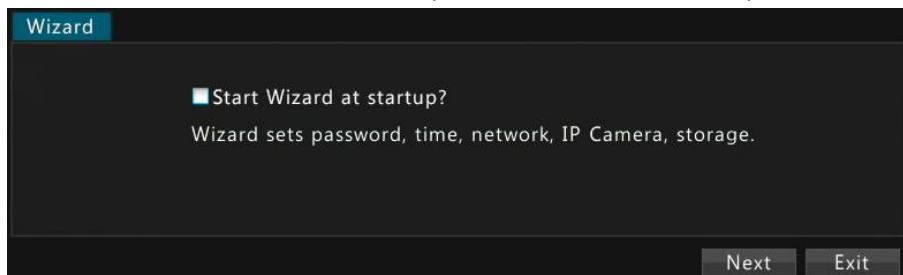 Wizard
Start Wizard at startup?
Wizard sets password, time, network, IP Camera, storage.
Next Exit